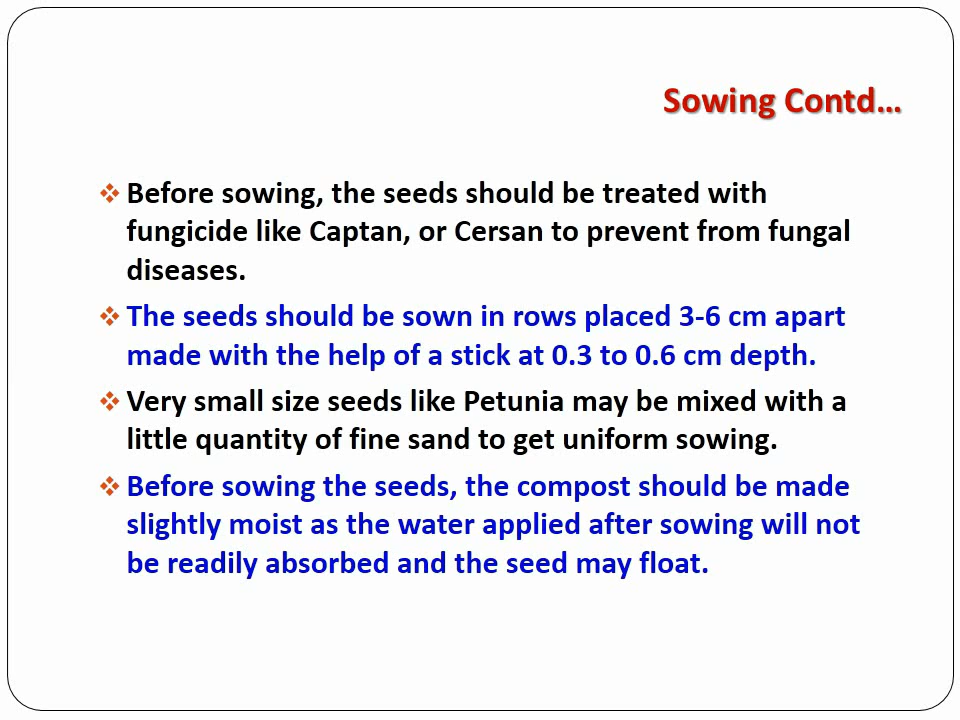 Sowing Contd…
❖ Before sowing, the seeds should be treated with
fungicide like Captan, or Cersan to prevent from fungal
diseases.
❖ The seeds should be sown in rows placed 3-6 cm apart
made with the help of a stick at 0.3 to 0.6 cm depth.
❖ Very small size seeds like Petunia may be mixed with a
little quantity of fine sand to get uniform sowing.
❖ Before sowing the seeds, the compost should be made
slightly moist as the water applied after sowing will not
be readily absorbed and the seed may float.